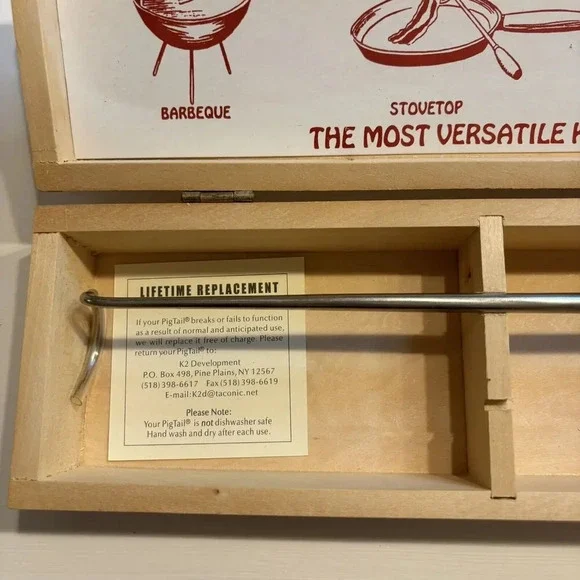 BARBEQUE
STOVETOP
THE MOST VERSATILE
LIFETIME REPLACEMENT
If your PigTail® breaks or fails to function
as a result of normal and anticipated use,
we will replace it free of charge. Please
return your PigTail® to:
K2 Development
P.O. Box 498, Pine Plains, NY 12567
(518) 398-6617 Fax (518) 398-6619
E-mail: K2d@taconic.net
Please Note:
Your PigTail® is not dishwasher safe
Hand wash and dry after each use.